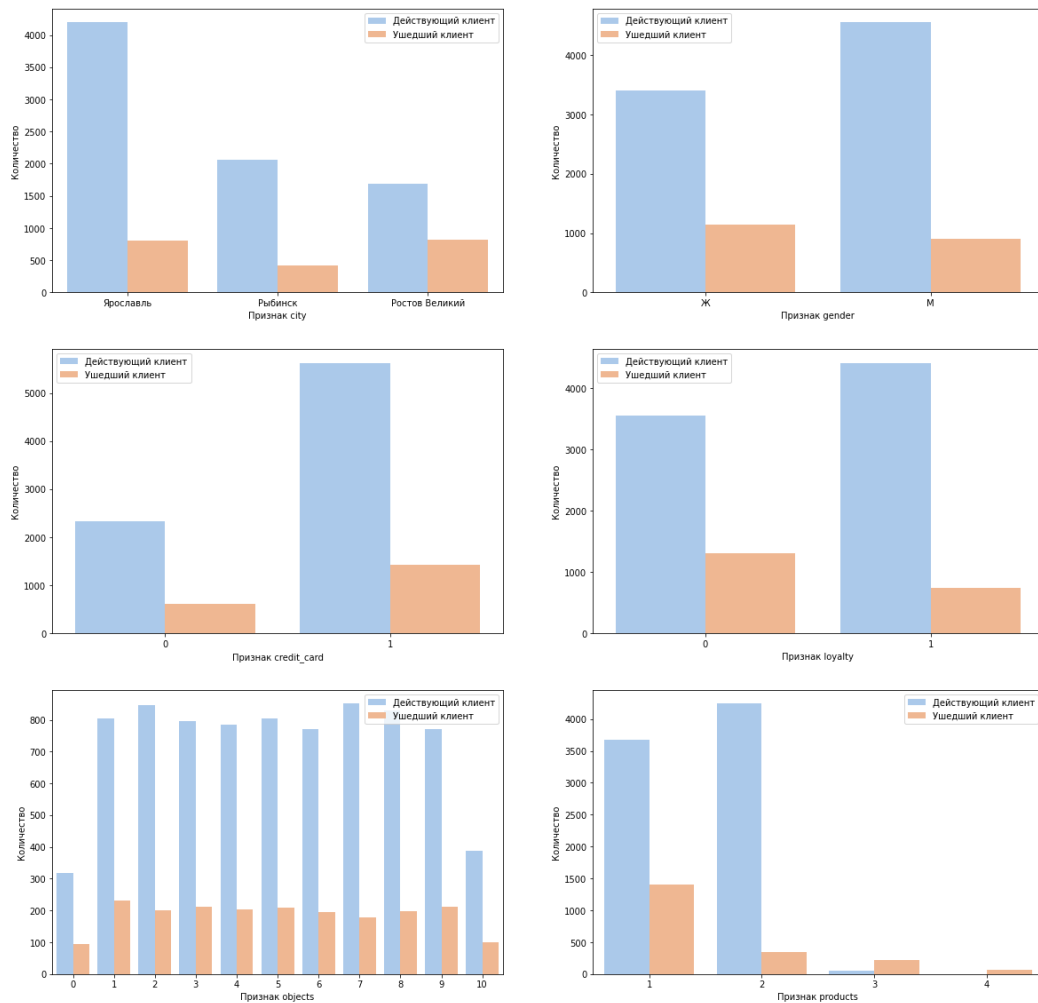 Действующий клиент
Ушедший клиент
Количество
4000
3500
3000
2500
2000
1500
1000
500
0
Ярославль Рыбинск Ростов Великий
Признак city
Действующий клиент
Ушедший клиент
Количество
4000
3000
2000
1000
0
Ж М
Признак gender
Действующий клиент
Ушедший клиент
Количество
5000
4000
3000
2000
1000
0
0 1
Признак credit_card
Действующий клиент
Ушедший клиент
Количество
4000
3000
2000
1000
0
0 1
Признак loyalty
Действующий клиент
Ушедший клиент
Количество
800
700
600
500
400
300
200
100
0
0 1 2 3 4 5 6 7 8 9 10
Признак objects
Действующий клиент
Ушедший клиент
Количество
4000
3500
3000
2500
2000
1500
1000
500
0
1 2 3 4
Признак products